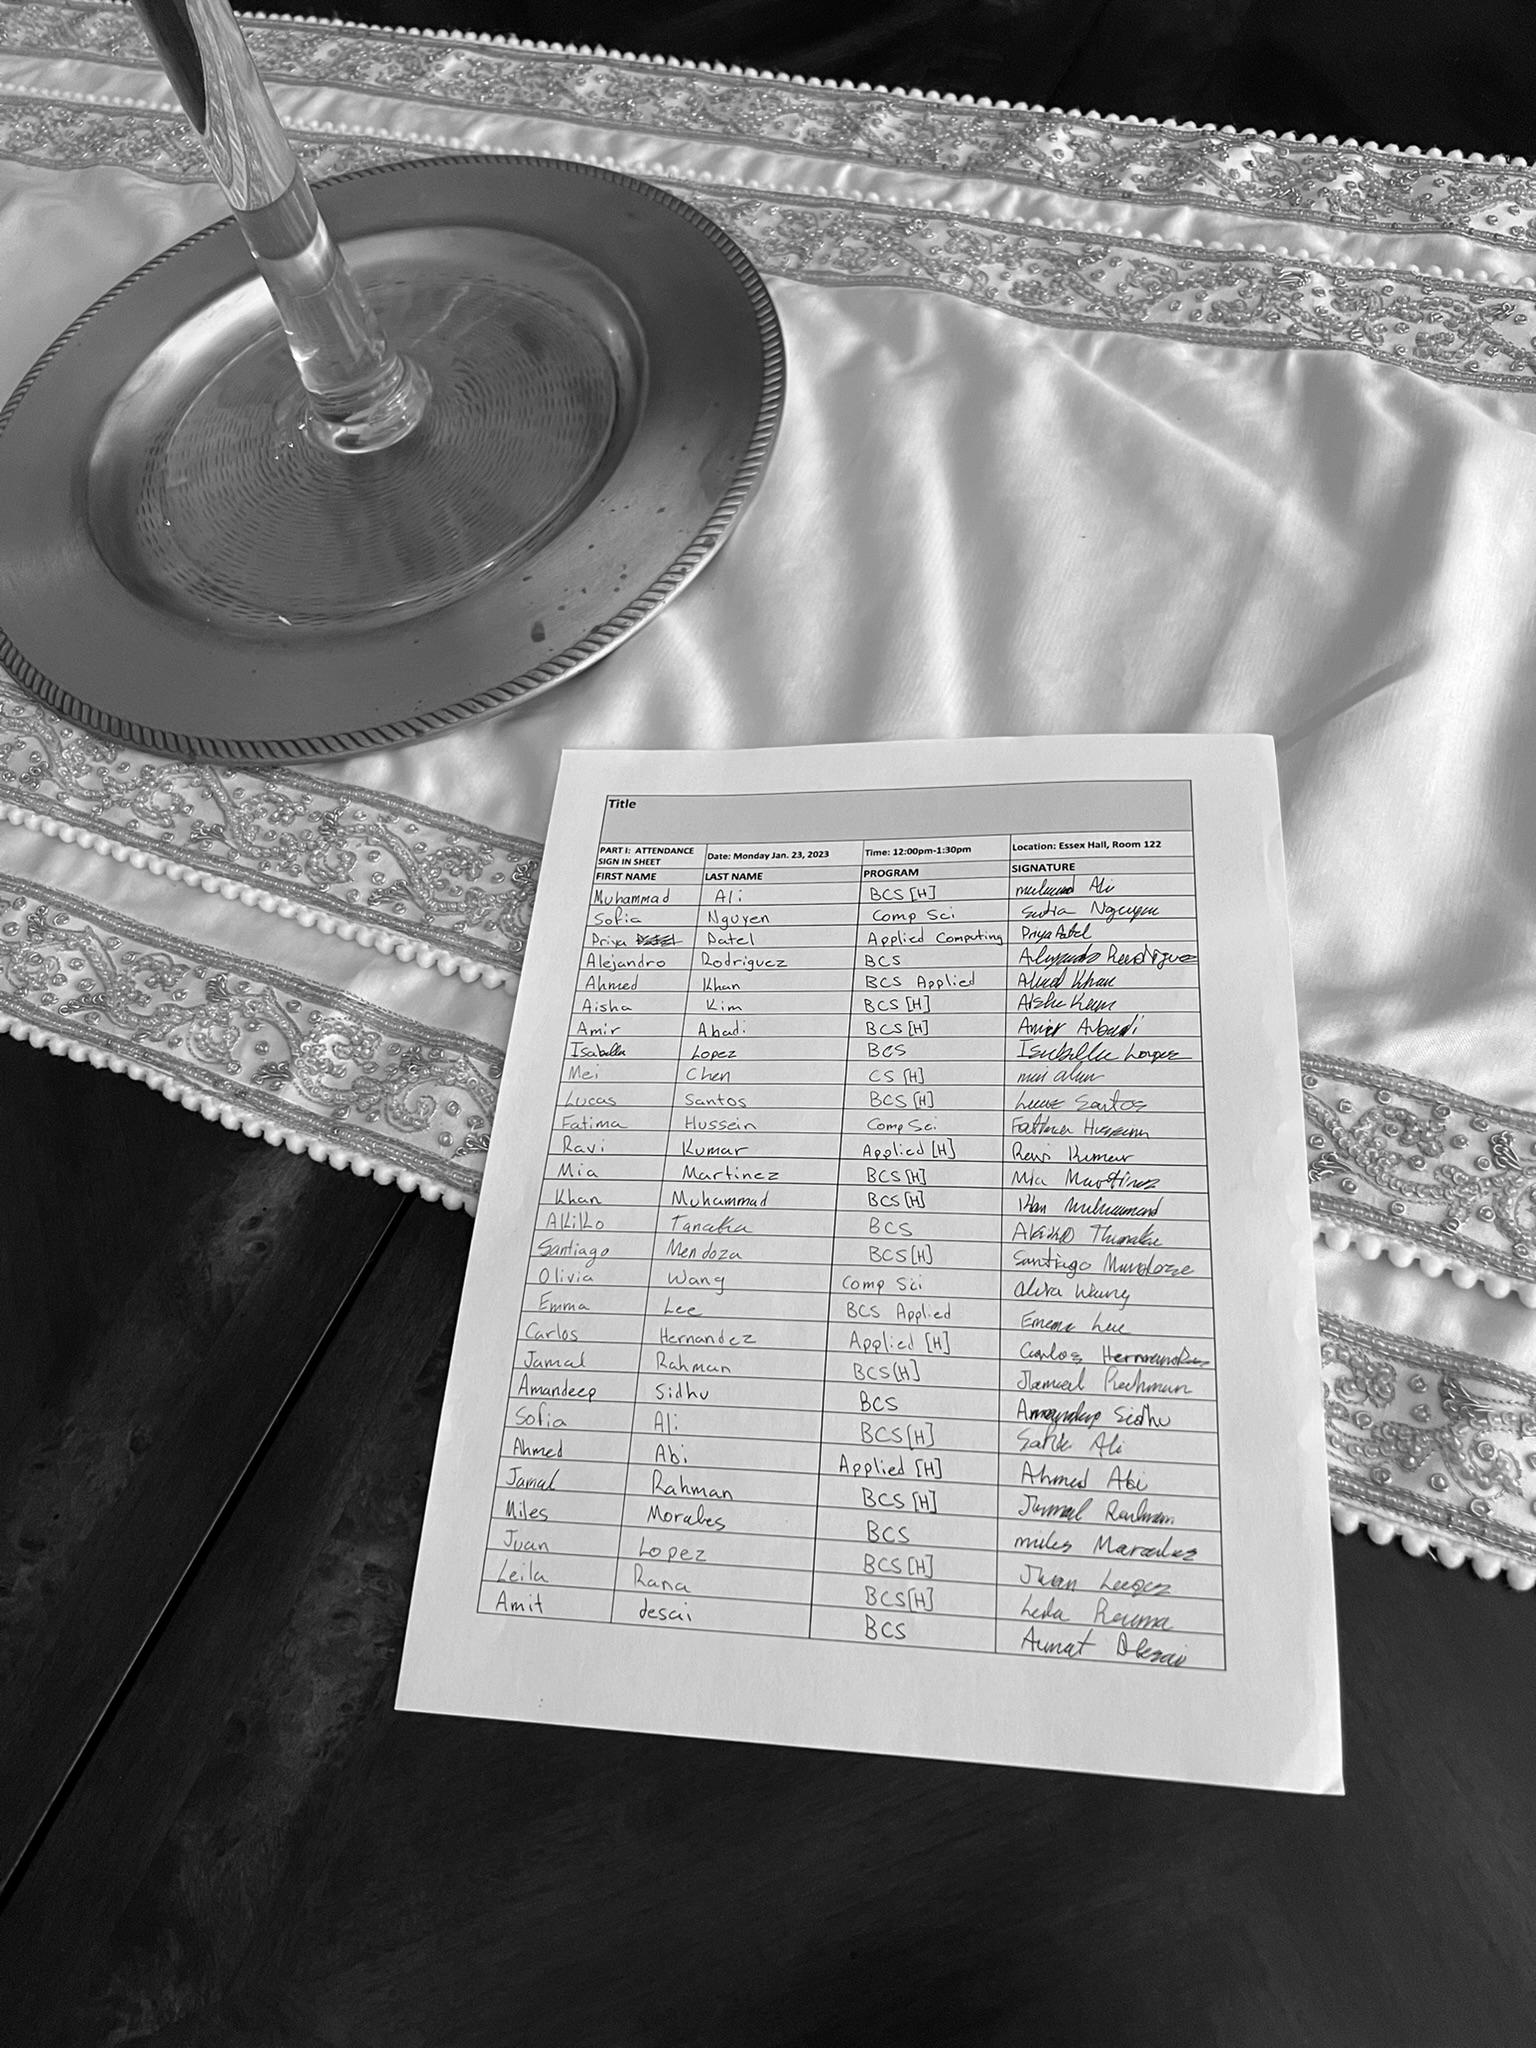 Title
PART I: ATTENDANCE SIGN IN SHEET Date: Monday Jan. 23, 2023 Time: 12:00pm-1:30pm Location: Essex Hall, Room 122
FIRST NAME LAST NAME PROGRAM SIGNATURE
Muhammad Ali BCS [H] Ali
Sofia Nguyen Comp Sci Nguyen
Priya Patel Applied Computing Priya Patel
Alejandro Rodriguez BCS Alejandro Rodriguez
Ahmed Khan BCS Applied Ahmed Khan
Aisha Kim BCS [H] Aisha Kim
Amir Abadi BCS [H] Amir Abadi
Isabella Lopez BCS Isabella Lopez
Mei Chen CS [H] mei chen
Lucas Santos BCS [H] Lucas Santos
Fatima Hussein Comp Sci Fatima Hussein
Ravi Kumar Applied [H] Ravi Kumar
Mia Martinez BCS [H] Mia Martinez
Khan Muhammad BCS [H] Khan Muhammad
Akiko Tanaka BCS Akiko Tanaka
Santiago Mendoza BCS [H] Santiago Mendoza
Olivia Wang Comp Sci Olivia Wang
Emma Lee BCS Applied Emma Lee
Carlos Hernandez Applied [H] Carlos Hernandez
Jamal Rahman BCS [H] Jamal Rahman
Amandeep Sidhu BCS Amandeep Sidhu
Sofia Ali BCS [H] Sofia Ali
Ahmed Abi Applied [H] Ahmed Abi
Jamal Rahman BCS [H] Jamal Rahman
Miles Morales BCS miles Morales
Juan Lopez BCS [H] Juan Lopez
Leila Rana BCS [H] Leila Rana
Amit desai BCS Desai